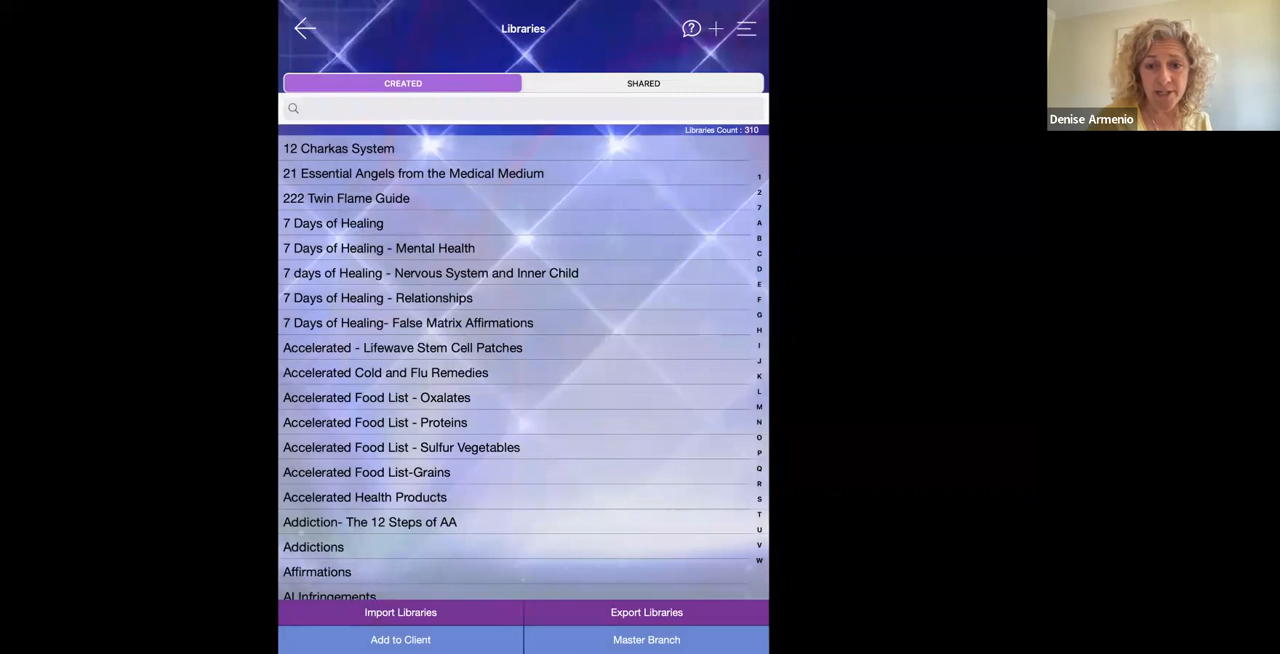 Libraries
CREATED
SHARED
Libraries Count : 310
12 Charkas System
21 Essential Angels from the Medical Medium
222 Twin Flame Guide
7 Days of Healing
7 Days of Healing - Mental Health
7 days of Healing - Nervous System and Inner Child
7 Days of Healing - Relationships
7 Days of Healing- False Matrix Affirmations
Accelerated - Lifewave Stem Cell Patches
Accelerated Cold and Flu Remedies
Accelerated Food List - Oxalates
Accelerated Food List - Proteins
Accelerated Food List - Sulfur Vegetables
Accelerated Food List-Grains
Accelerated Health Products
Addiction- The 12 Steps of AA
Addictions
Affirmations
AI Infringements
1
2
7
A
B
C
D
E
F
G
H
I
J
K
L
M
N
O
P
Q
R
S
T
U
V
W
Import Libraries
Export Libraries
Add to Client
Master Branch
Denise Armenio